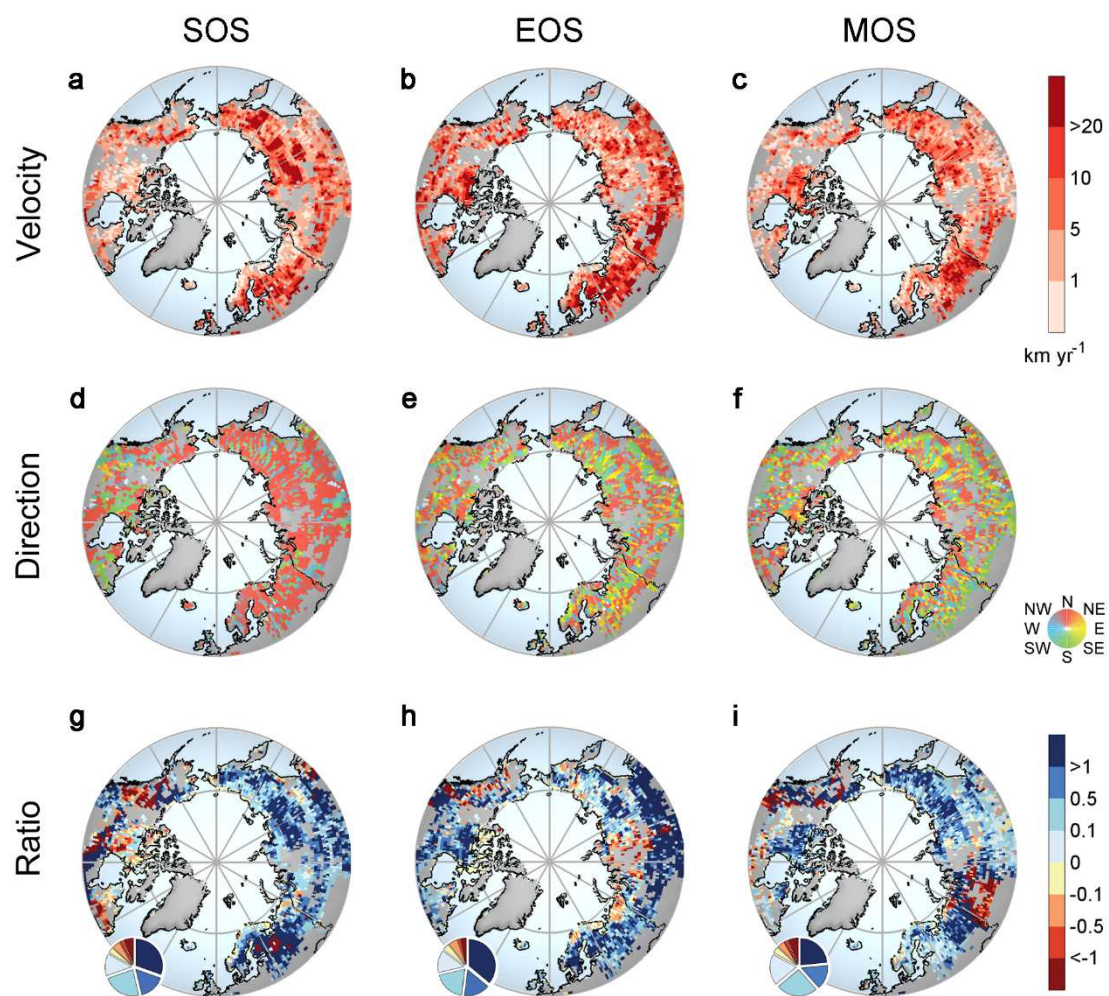 SOS EOS MOS
a b c
Velocity
>20
10
5
1
km yr-1
d e f
Direction
N
NW NE
W E
SW SE
S
g h i
Ratio
>1
0.5
0.1
0
-0.1
-0.5
<-1